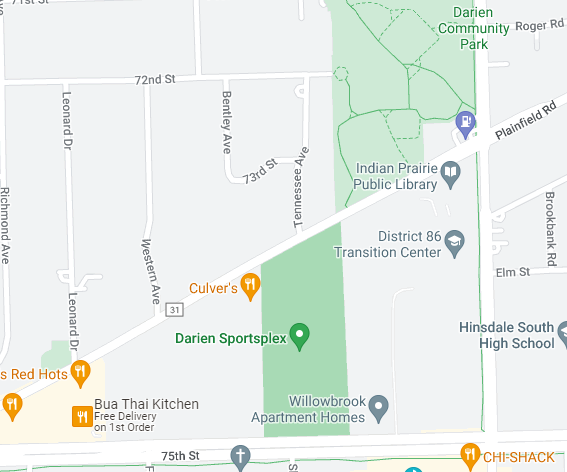 71st St
Darien
Community
Park
Roger Rd
72nd St
Leonard Dr
Bentley Ave
Plainfield Rd
73rd St
Tennessee Ave
Indian Prairie
Public Library
Richmond Ave
Brookbank Rd
Western Ave
District 86
Transition Center
Elm St
Culver's
31
Leonard Dr
Darien Sportsplex
Hinsdale South
High School
s Red Hots
Bua Thai Kitchen
Free Delivery
on 1st Order
Willowbrook
Apartment Homes
75th St
CHI-SHACK